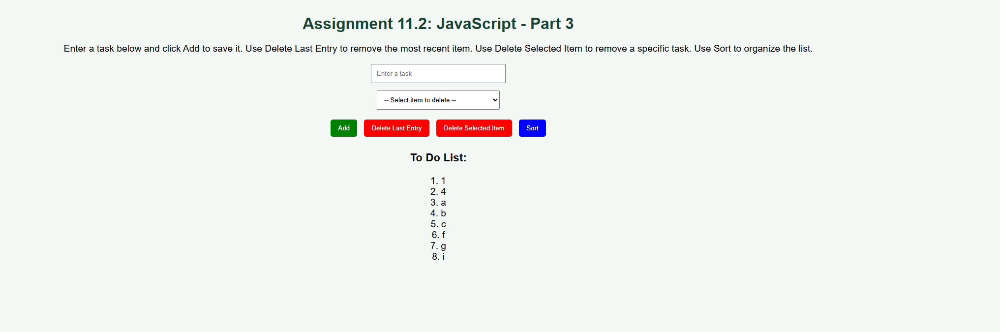 Assignment 11.2: JavaScript - Part 3
Enter a task below and click Add to save it. Use Delete Last Entry to remove the most recent item. Use Delete Selected Item to remove a specific task. Use Sort to organize the list.
Enter a task
-- Select item to delete --
Add Delete Last Entry Delete Selected Item Sort
To Do List:
1. 1
2. 4
3. a
4. b
5. c
6. f
7. g
8. i